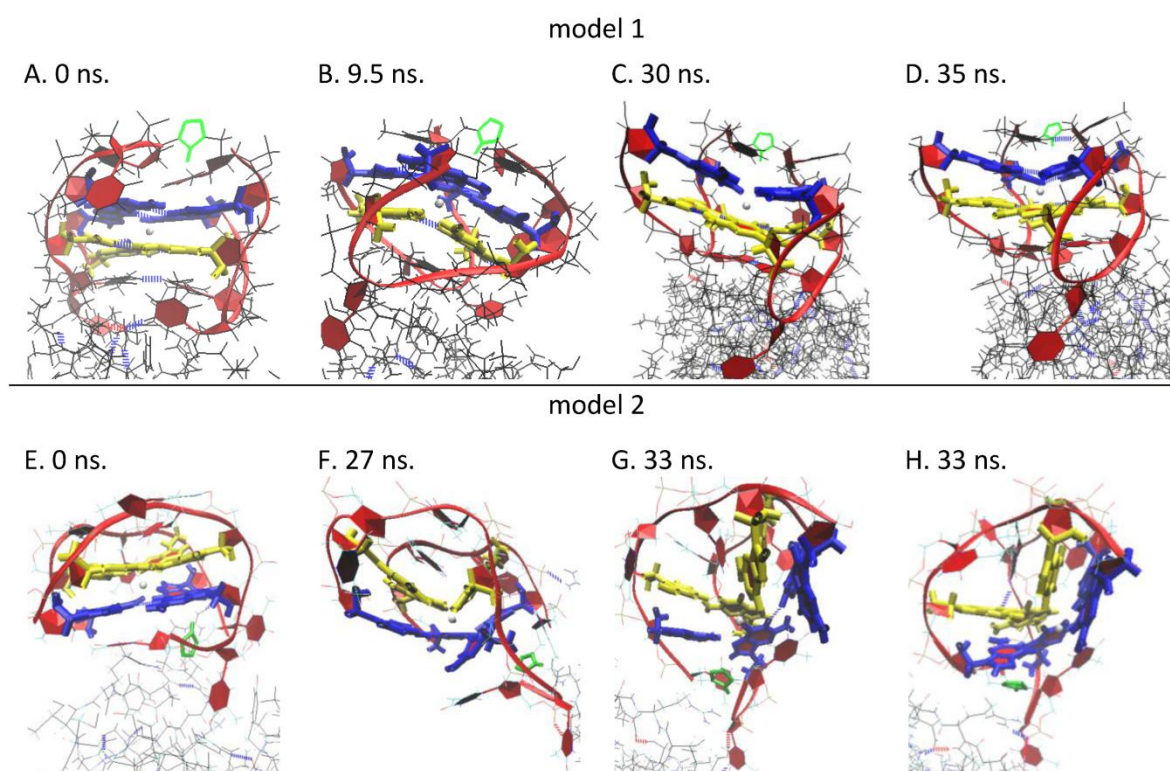 model 1
A. 0 ns. B. 9.5 ns. C. 30 ns. D. 35 ns.
model 2
E. 0 ns. F. 27 ns. G. 33 ns. H. 33 ns.